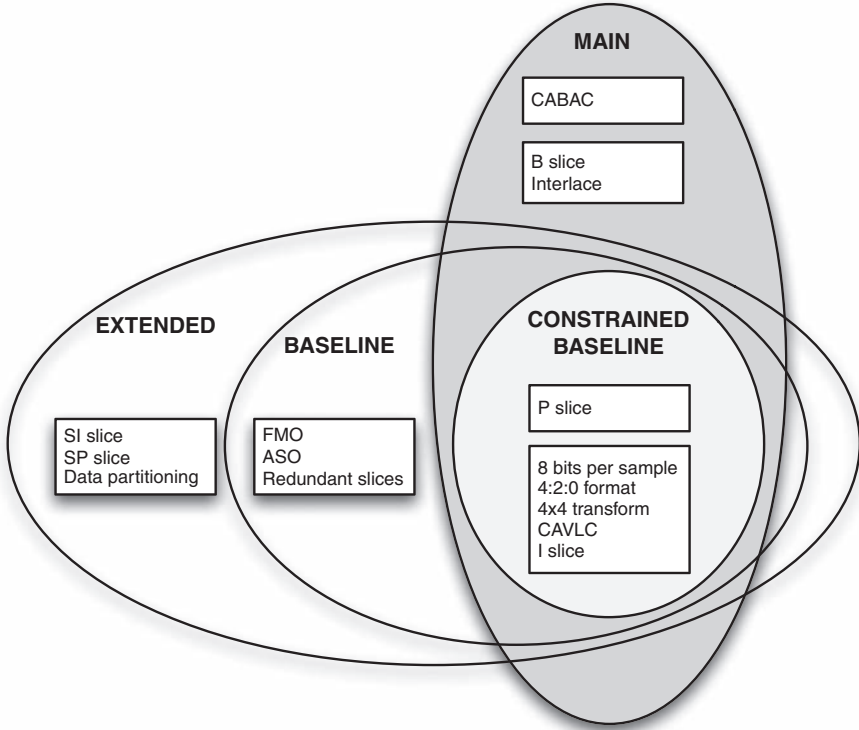 MAIN
CABAC
B slice
Interlace
EXTENDED
BASELINE
CONSTRAINED
BASELINE
P slice
SI slice
SP slice
Data partitioning
FMO
ASO
Redundant slices
8 bits per sample
4:2:0 format
4x4 transform
CAVLC
I slice